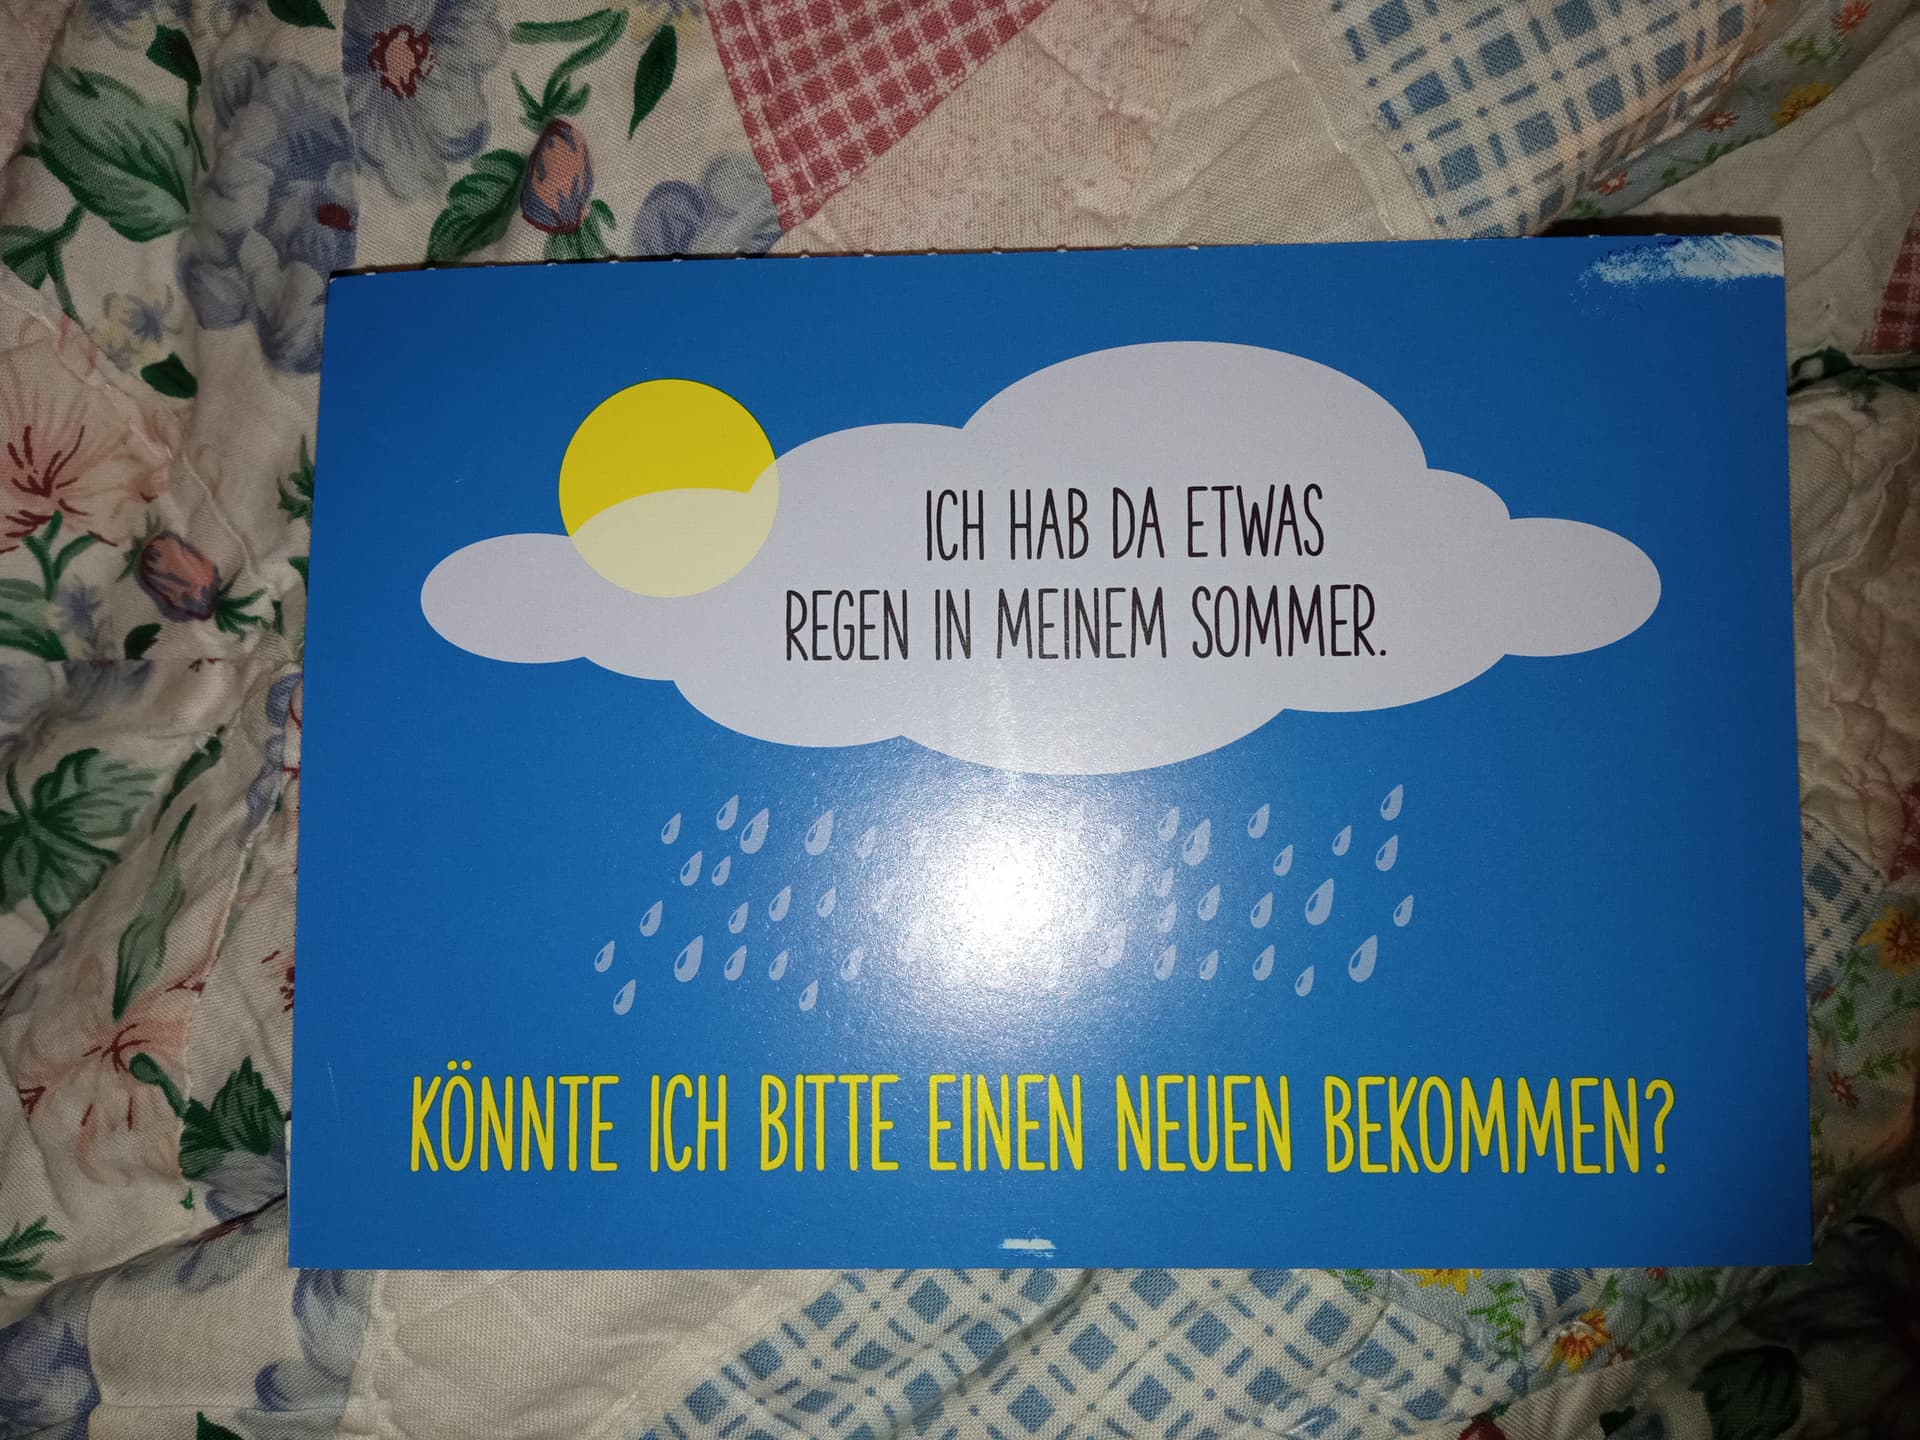 ICH HAB DA ETWAS
REGEN IN MEINEM SOMMER.
KÖNNTE ICH BITTE EINEN NEUEN BEKOMMEN?